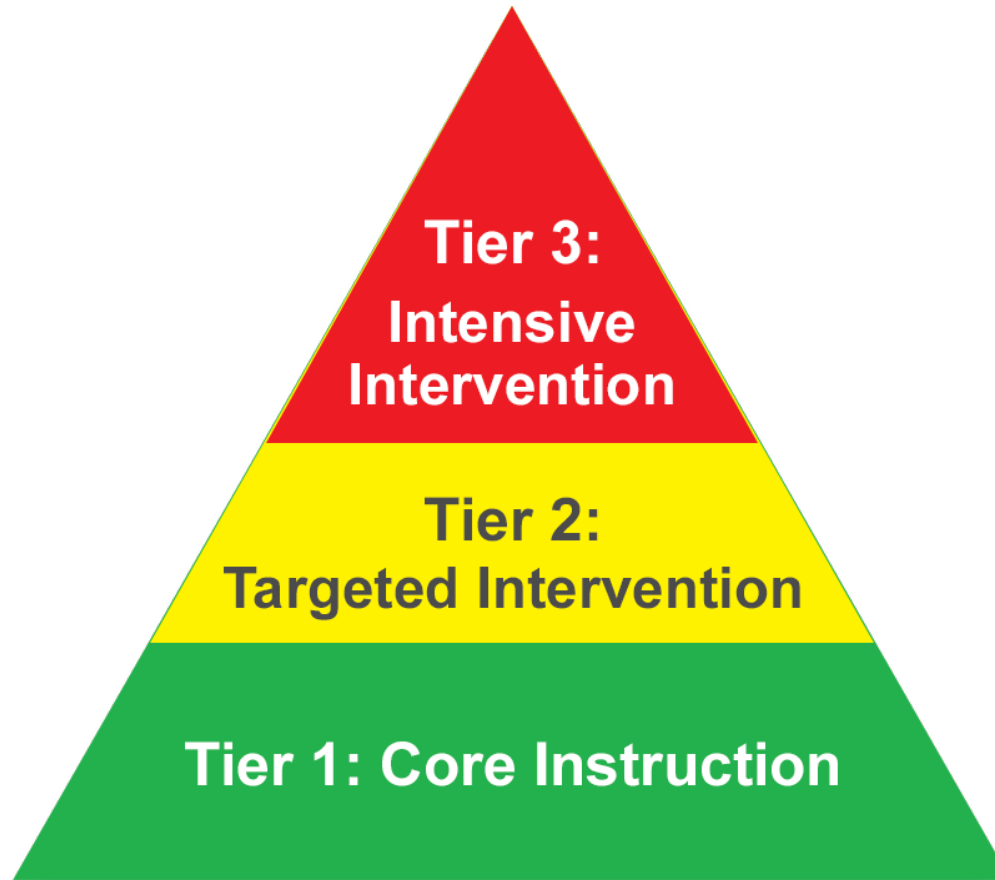 Tier 3:
Intensive
Intervention
Tier 2:
Targeted Intervention
Tier 1: Core Instruction